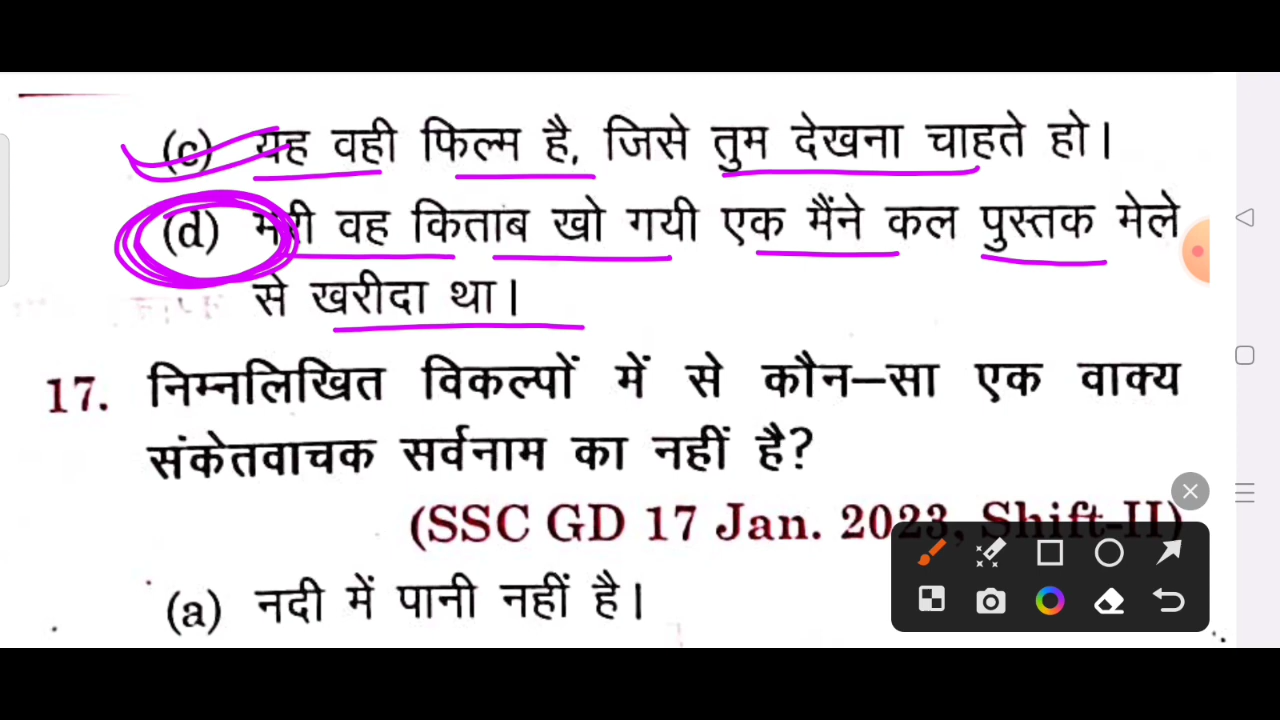 (c) यह वही फिल्म है, जिसे तुम देखना चाहते हो।
(d) मेरी वह किताब खो गयी एक मैंने कल पुस्तक मेले
से खरीदा था।
17. निम्नलिखित विकल्पों में से कौन–सा एक वाक्य
संकेतवाचक सर्वनाम का नहीं है?
(SSC GD 17 Jan. 2023, Shift-II)
(a) नदी में पानी नहीं है।